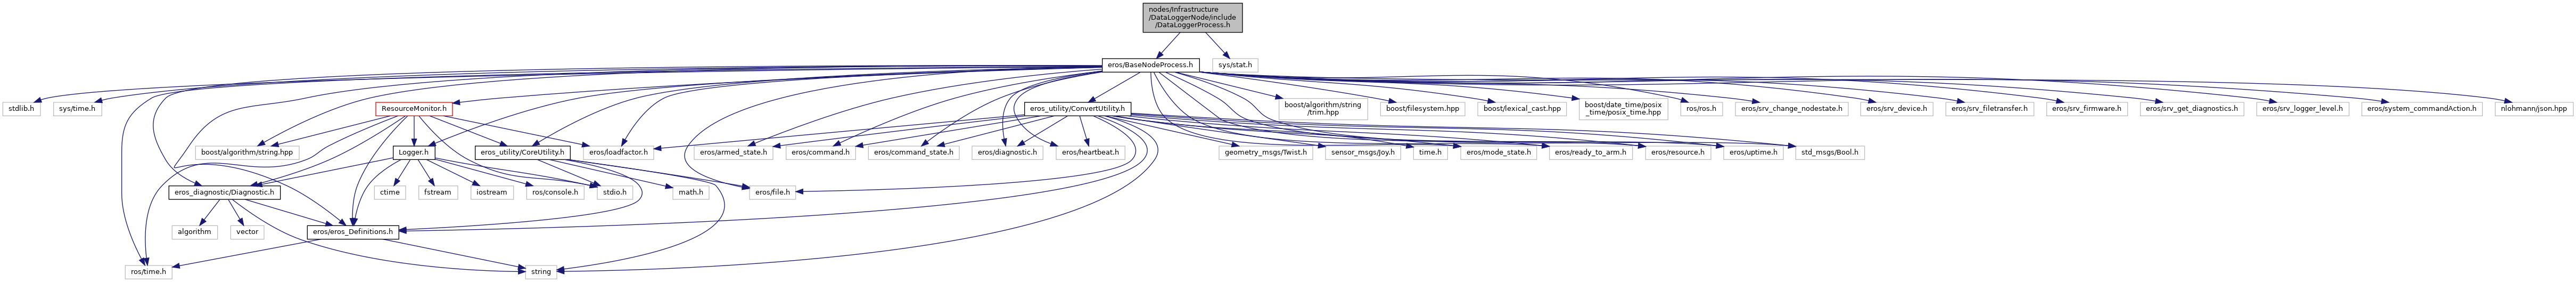 nodes/Infrastructure
/DataLoggerNode/include
/DataLoggerProcess.h
eros/BaseNodeProcess.h
sys/stat.h
stdlib.h
sys/time.h
ResourceMonitor.h
eros_utility/ConvertUtility.h
boost/algorithm/string
/trim.hpp
boost/filesystem.hpp
boost/lexical_cast.hpp
boost/date_time/posix
_time/posix_time.hpp
ros/ros.h
eros/srv_change_nodestate.h
eros/srv_device.h
eros/srv_filetransfer.h
eros/srv_firmware.h
eros/srv_get_diagnostics.h
eros/srv_logger_level.h
eros/system_commandAction.h
nlohmann/json.hpp
boost/algorithm/string.hpp
Logger.h
eros_utility/CoreUtility.h
eros/loadfactor.h
eros/armed_state.h
eros/command.h
eros/command_state.h
eros/diagnostic.h
eros/heartbeat.h
geometry_msgs/Twist.h
sensor_msgs/Joy.h
time.h
eros/mode_state.h
eros/ready_to_arm.h
eros/resource.h
eros/uptime.h
std_msgs/Bool.h
eros_diagnostic/Diagnostic.h
ctime
fstream
iostream
ros/console.h
stdio.h
math.h
eros/file.h
algorithm
vector
eros/eros_Definitions.h
ros/time.h
string